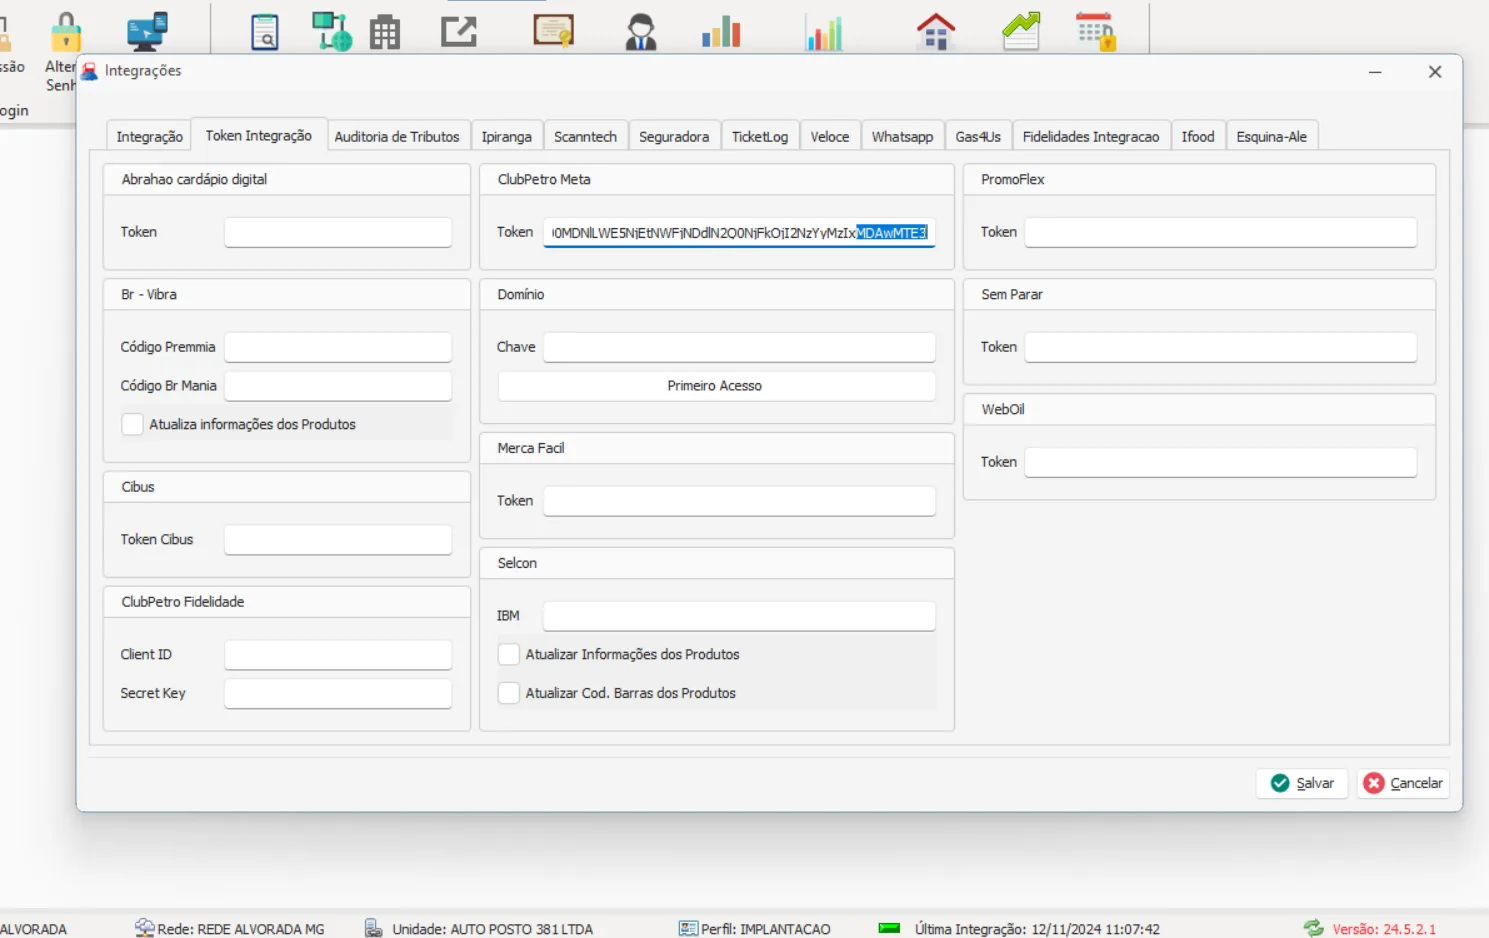 ssão
Alter
Senh
ogin
Integrações
Integração
Token Integração
Auditoria de Tributos
Ipiranga
Scanntech
Seguradora
TicketLog
Veloce
Whatsapp
Gas4Us
Fidelidades Integracao
Ifood
Esquina-Ale
Abrahao cardápio digital
Token
Br - Vibra
Código Premmia
Código Br Mania
Atualiza informações dos Produtos
Cibus
Token Cibus
ClubPetro Fidelidade
Client ID
Secret Key
ClubPetro Meta
Token
Domínio
Chave
Primeiro Acesso
Merca Facil
Token
Selcon
IBM
Atualizar Informações dos Produtos
Atualizar Cod. Barras dos Produtos
PromoFlex
Token
Sem Parar
Token
WebOil
Token
Salvar
Cancelar
ALVORADA
Rede: REDE ALVORADA MG
Unidade: AUTO POSTO 381 LTDA
Perfil: IMPLANTACAO
Última Integração: 12/11/2024 11:07:42
Versão: 24.5.2.1